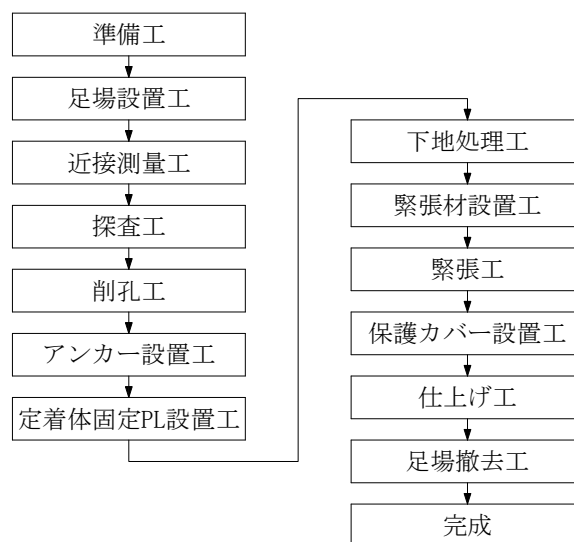 準備工
足場設置工
近接測量工
探査工
削孔工
アンカー設置工
定着体固定PL設置工
下地処理工
緊張材設置工
緊張工
保護カバー設置工
仕上げ工
足場撤去工
完成